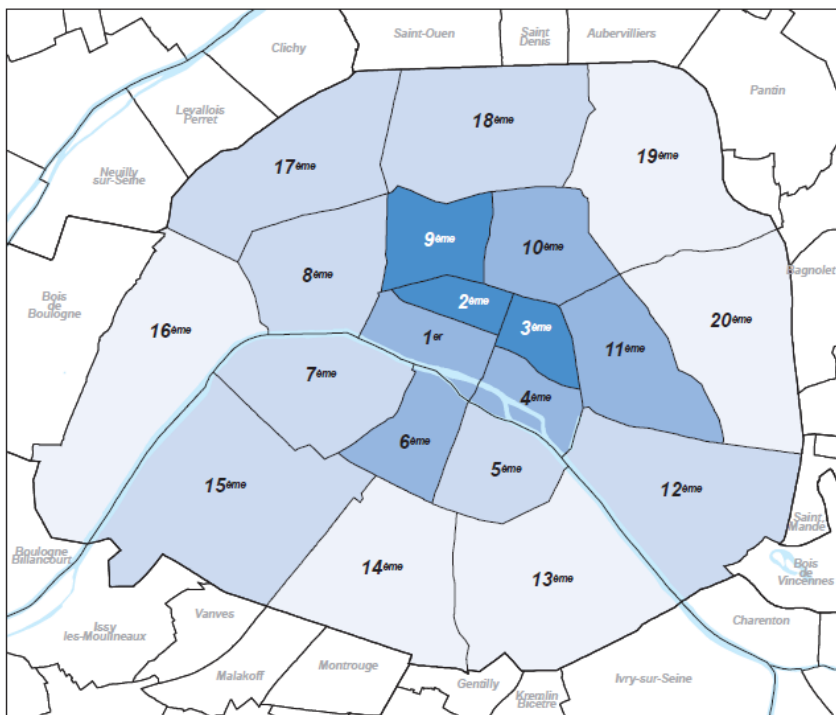 Saint-Ouen
Saint
Denis
Aubervilliers
Clichy
Pantin
Levallois
Perret
18ème
19ème
17ème
Neuilly
sur-Seine
9ème
10ème
8ème
Bagnolet
Bois
de
Boulogne
2ème
16ème
3ème
20ème
1er
11ème
7ème
4ème
6ème
5ème
15ème
12ème
Saint
Mandé
Boulogne
Billancourt
14ème
13ème
Bois
de
Vincennes
Vanves
Charenton
Issy
les-Moulineaux
Montrouge
Malakoff
Gentilly
Ivry-sur-Seine
Kremlin
Bicetre